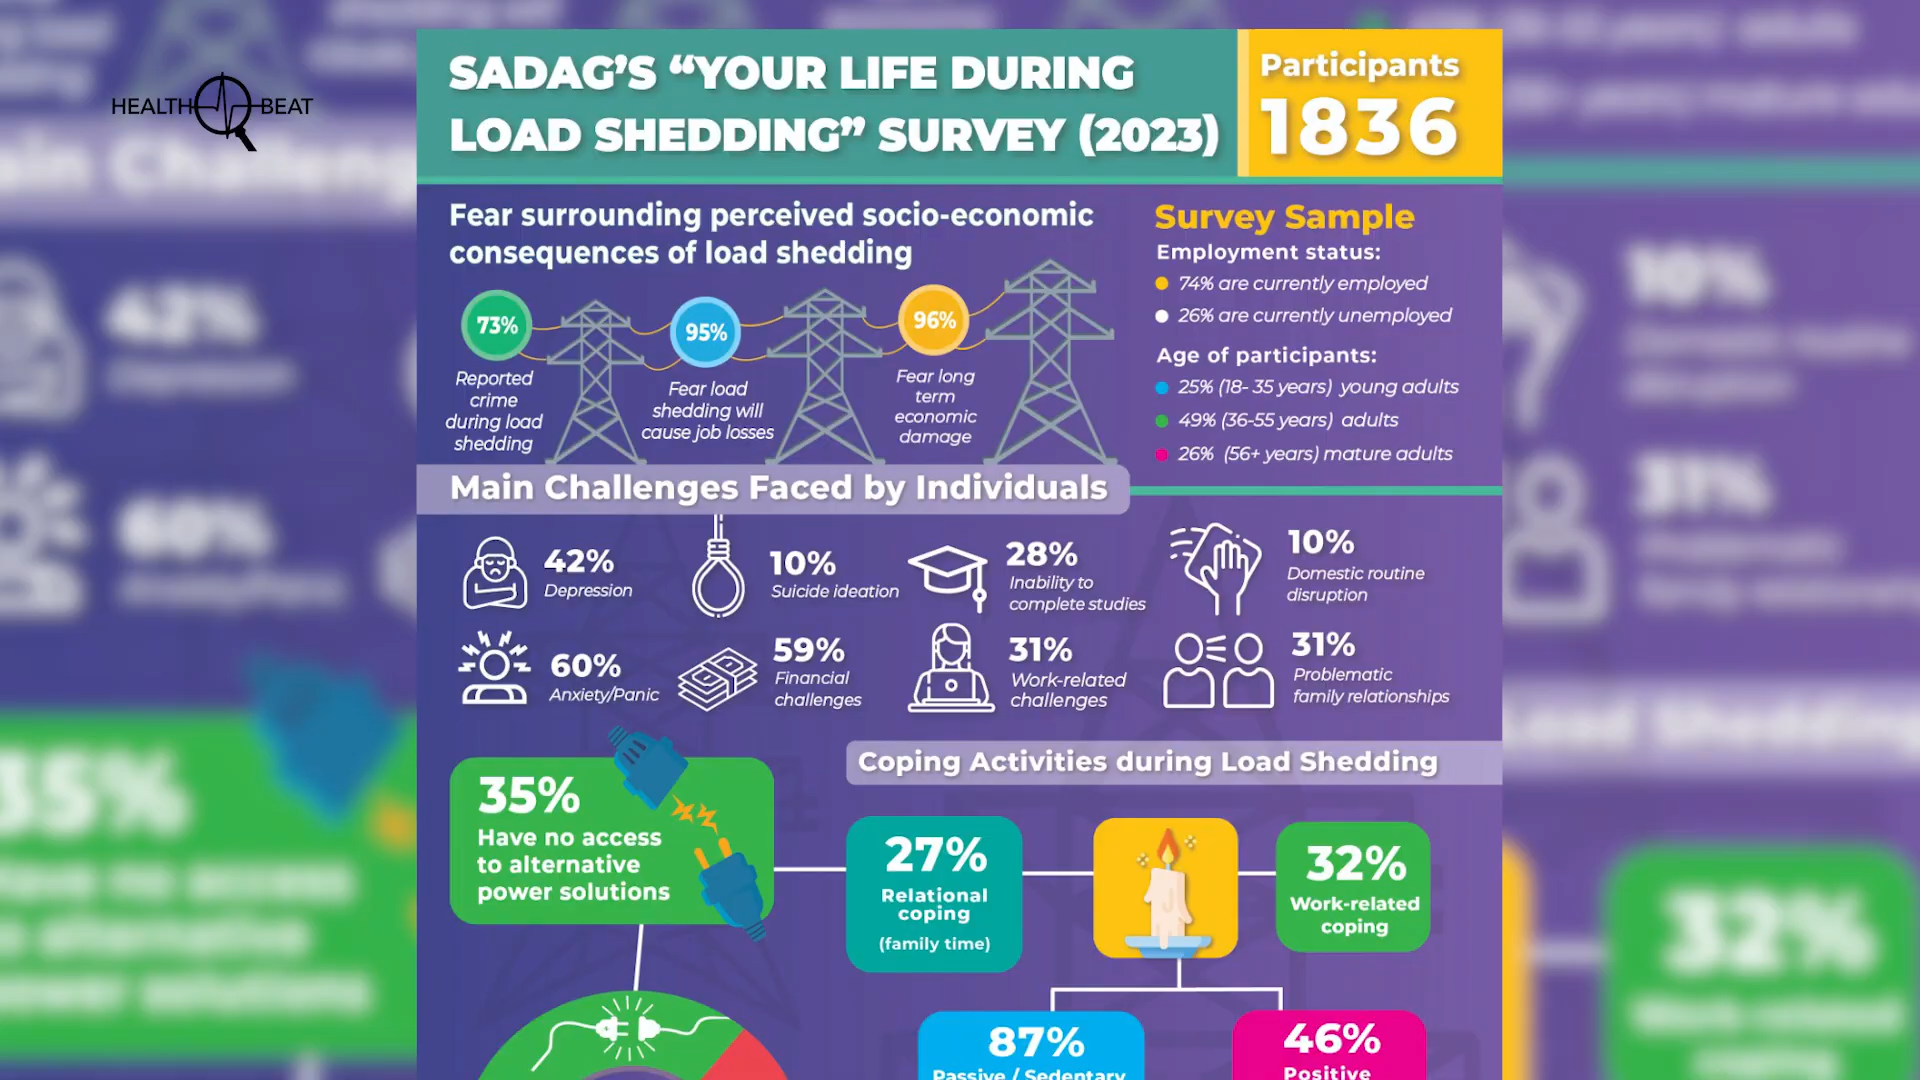 HEALTH BEAT
SADAG'S “YOUR LIFE DURING
LOAD SHEDDING” SURVEY (2023)
Participants
1836
Fear surrounding perceived socio-economic
consequences of load shedding
73%
Reported
crime
during load
shedding
95%
Fear load
shedding will
cause job losses
96%
Fear long
term
economic
damage
Survey Sample
Employment status:
74% are currently employed
26% are currently unemployed
Age of participants:
25% (18- 35 years) young adults
49% (36-55 years) adults
26% (56+ years) mature adults
Main Challenges Faced by Individuals
42%
Depression
10%
Suicide ideation
28%
Inability to
complete studies
10%
Domestic routine
disruption
60%
Anxiety/Panic
59%
Financial
challenges
31%
Work-related
challenges
31%
Problematic
family relationships
35%
Have no access
to alternative
power solutions
Coping Activities during Load Shedding
27%
Relational
coping
(family time)
32%
Work-related
coping
87%
Passive / Sedentary
46%
Positive